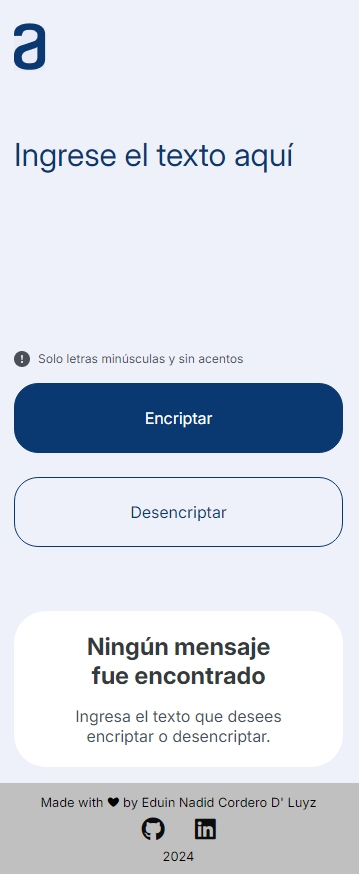 a
Ingrese el texto aquí
Solo letras minúsculas y sin acentos
Encriptar
Desencriptar
Ningún mensaje
fue encontrado
Ingresa el texto que desees
encriptar o desencriptar.
Made with ♥ by Eduin Nadid Cordero D' Luyz
in
2024